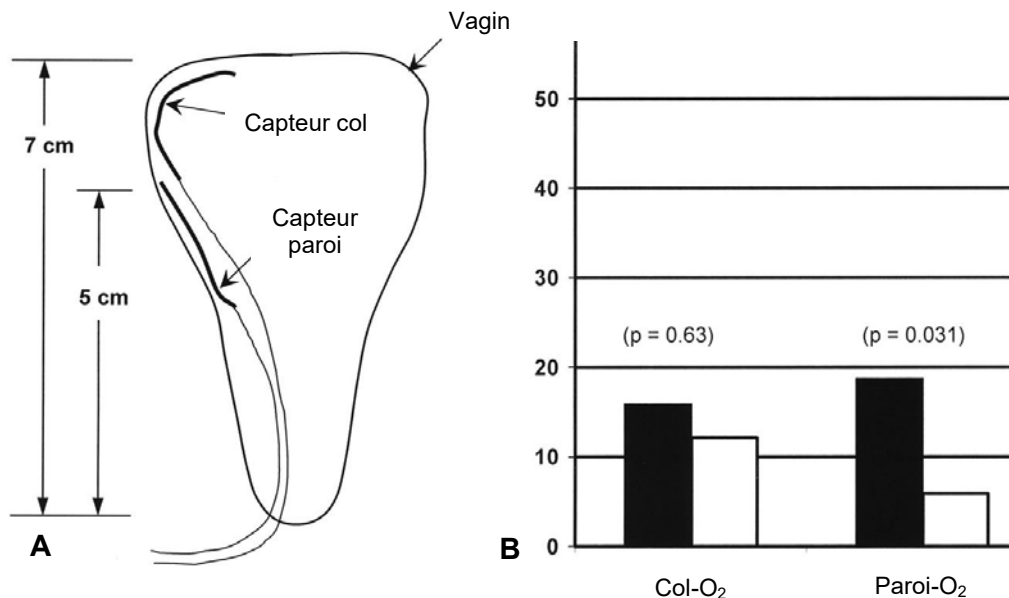 Vagin
Capteur col
7 cm
Capteur
paroi
5 cm
A
50
40
30
(p = 0.63) (p = 0.031)
20
10
0
B
Col-O₂ Paroi-O₂